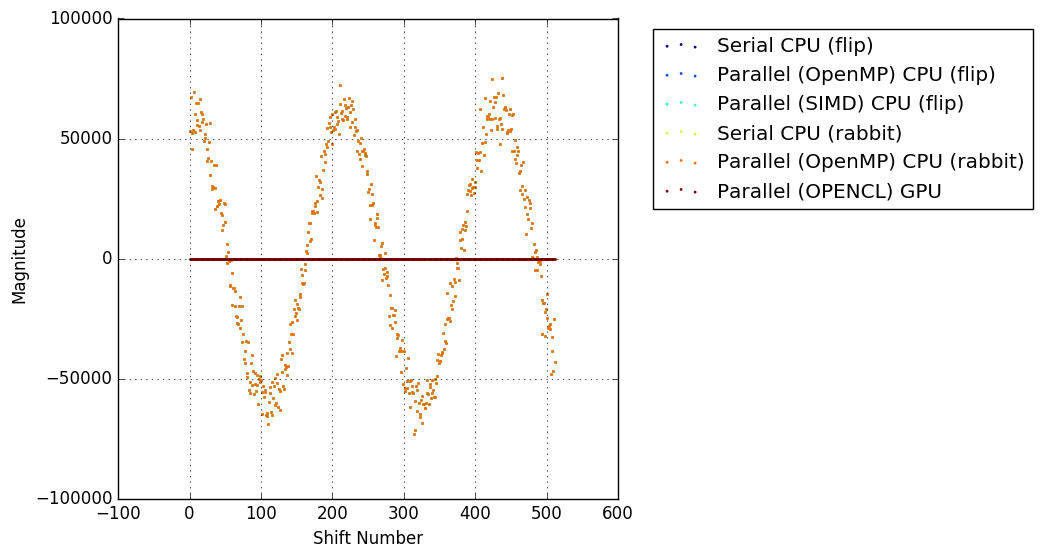 100000
50000
0
−50000
−100000
−100
0
100
200
300
400
500
600
Magnitude
Shift Number
Serial CPU (flip)
Parallel (OpenMP) CPU (flip)
Parallel (SIMD) CPU (flip)
Serial CPU (rabbit)
Parallel (OpenMP) CPU (rabbit)
Parallel (OPENCL) GPU